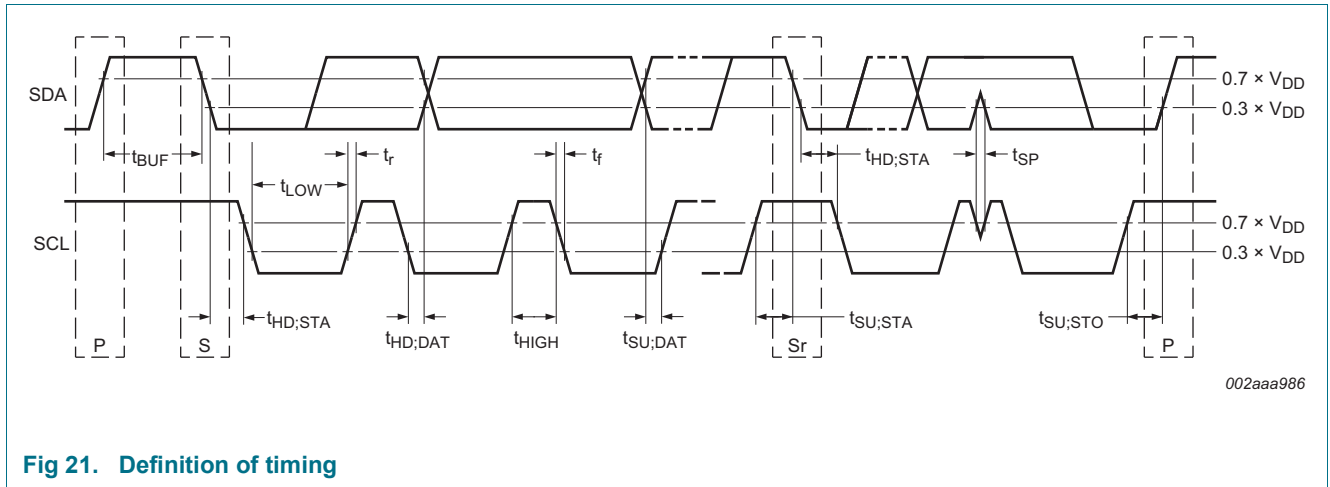 SDA
0.7 × VDD
0.3 × VDD
tBUF
tLOW
tr
tf
tHD;STA
tSP
SCL
0.7 × VDD
0.3 × VDD
tHD;STA
tHD;DAT
tHIGH
tSU;DAT
tSU;STA
tSU;STO
P
S
Sr
P
002aaa986
Fig 21. Definition of timing